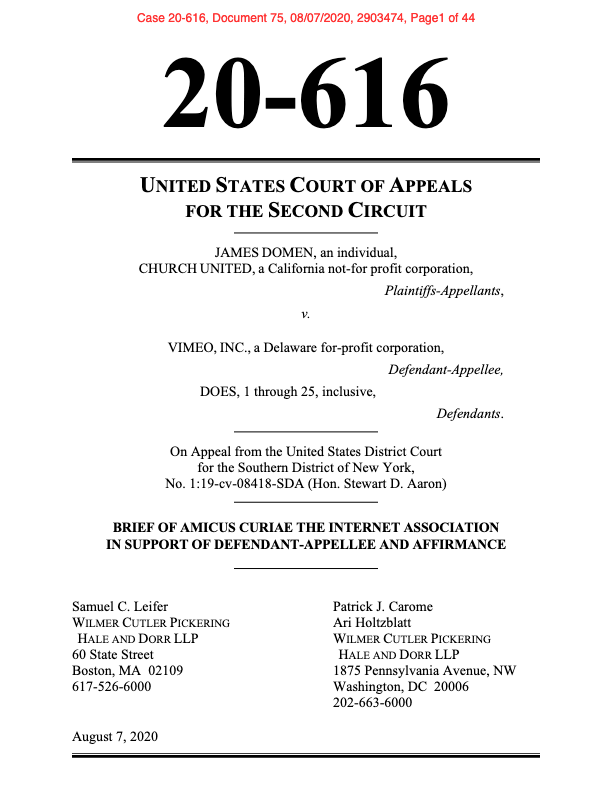 Case 20-616, Document 75, 08/07/2020, 2903474, Page1 of 44
20-616
UNITED STATES COURT OF APPEALS
FOR THE SECOND CIRCUIT
JAMES DOMEN, an individual,
CHURCH UNITED, a California not-for profit corporation,
Plaintiffs-Appellants,
v.
VIMEO, INC., a Delaware for-profit corporation,
Defendant-Appellee,
DOES, 1 through 25, inclusive,
Defendants.
On Appeal from the United States District Court
for the Southern District of New York,
No. 1:19-cv-08418-SDA (Hon. Stewart D. Aaron)
BRIEF OF AMICUS CURIAE THE INTERNET ASSOCIATION
IN SUPPORT OF DEFENDANT-APPELLEE AND AFFIRMANCE
Samuel C. Leifer
WILMER CUTLER PICKERING
HALE AND DORR LLP
60 State Street
Boston, MA 02109
617-526-6000
Patrick J. Carome
Ari Holtzblatt
WILMER CUTLER PICKERING
HALE AND DORR LLP
1875 Pennsylvania Avenue, NW
Washington, DC 20006
202-663-6000
August 7, 2020